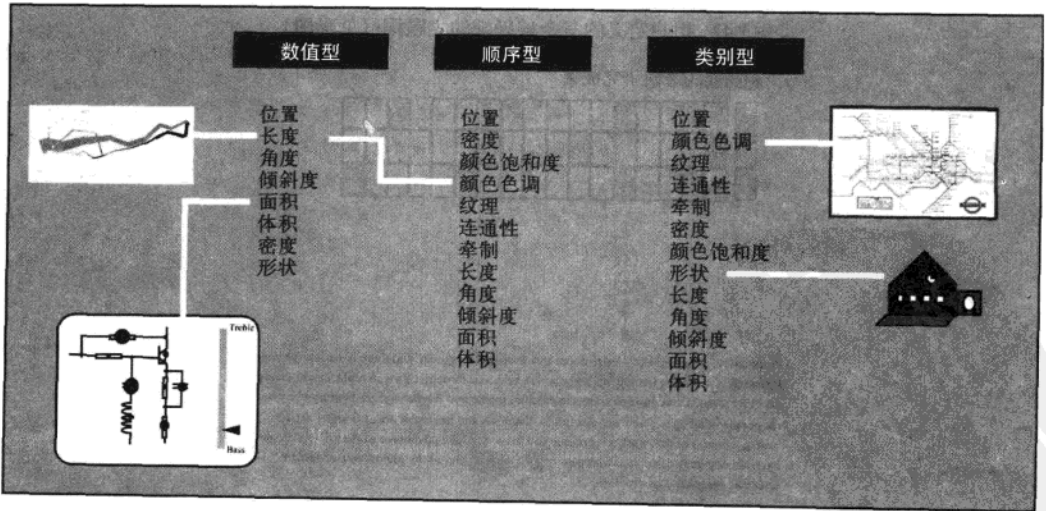 数值型
位置
长度
角度
倾斜度
面积
体积
密度
形状
顺序型
位置
密度
颜色饱和度
颜色色调
纹理
连通性
牵制
长度
角度
倾斜度
面积
体积
类别型
位置
颜色色调
纹理
连通性
牵制
密度
颜色饱和度
形状
长度
角度
倾斜度
面积
体积
Treble
Bass